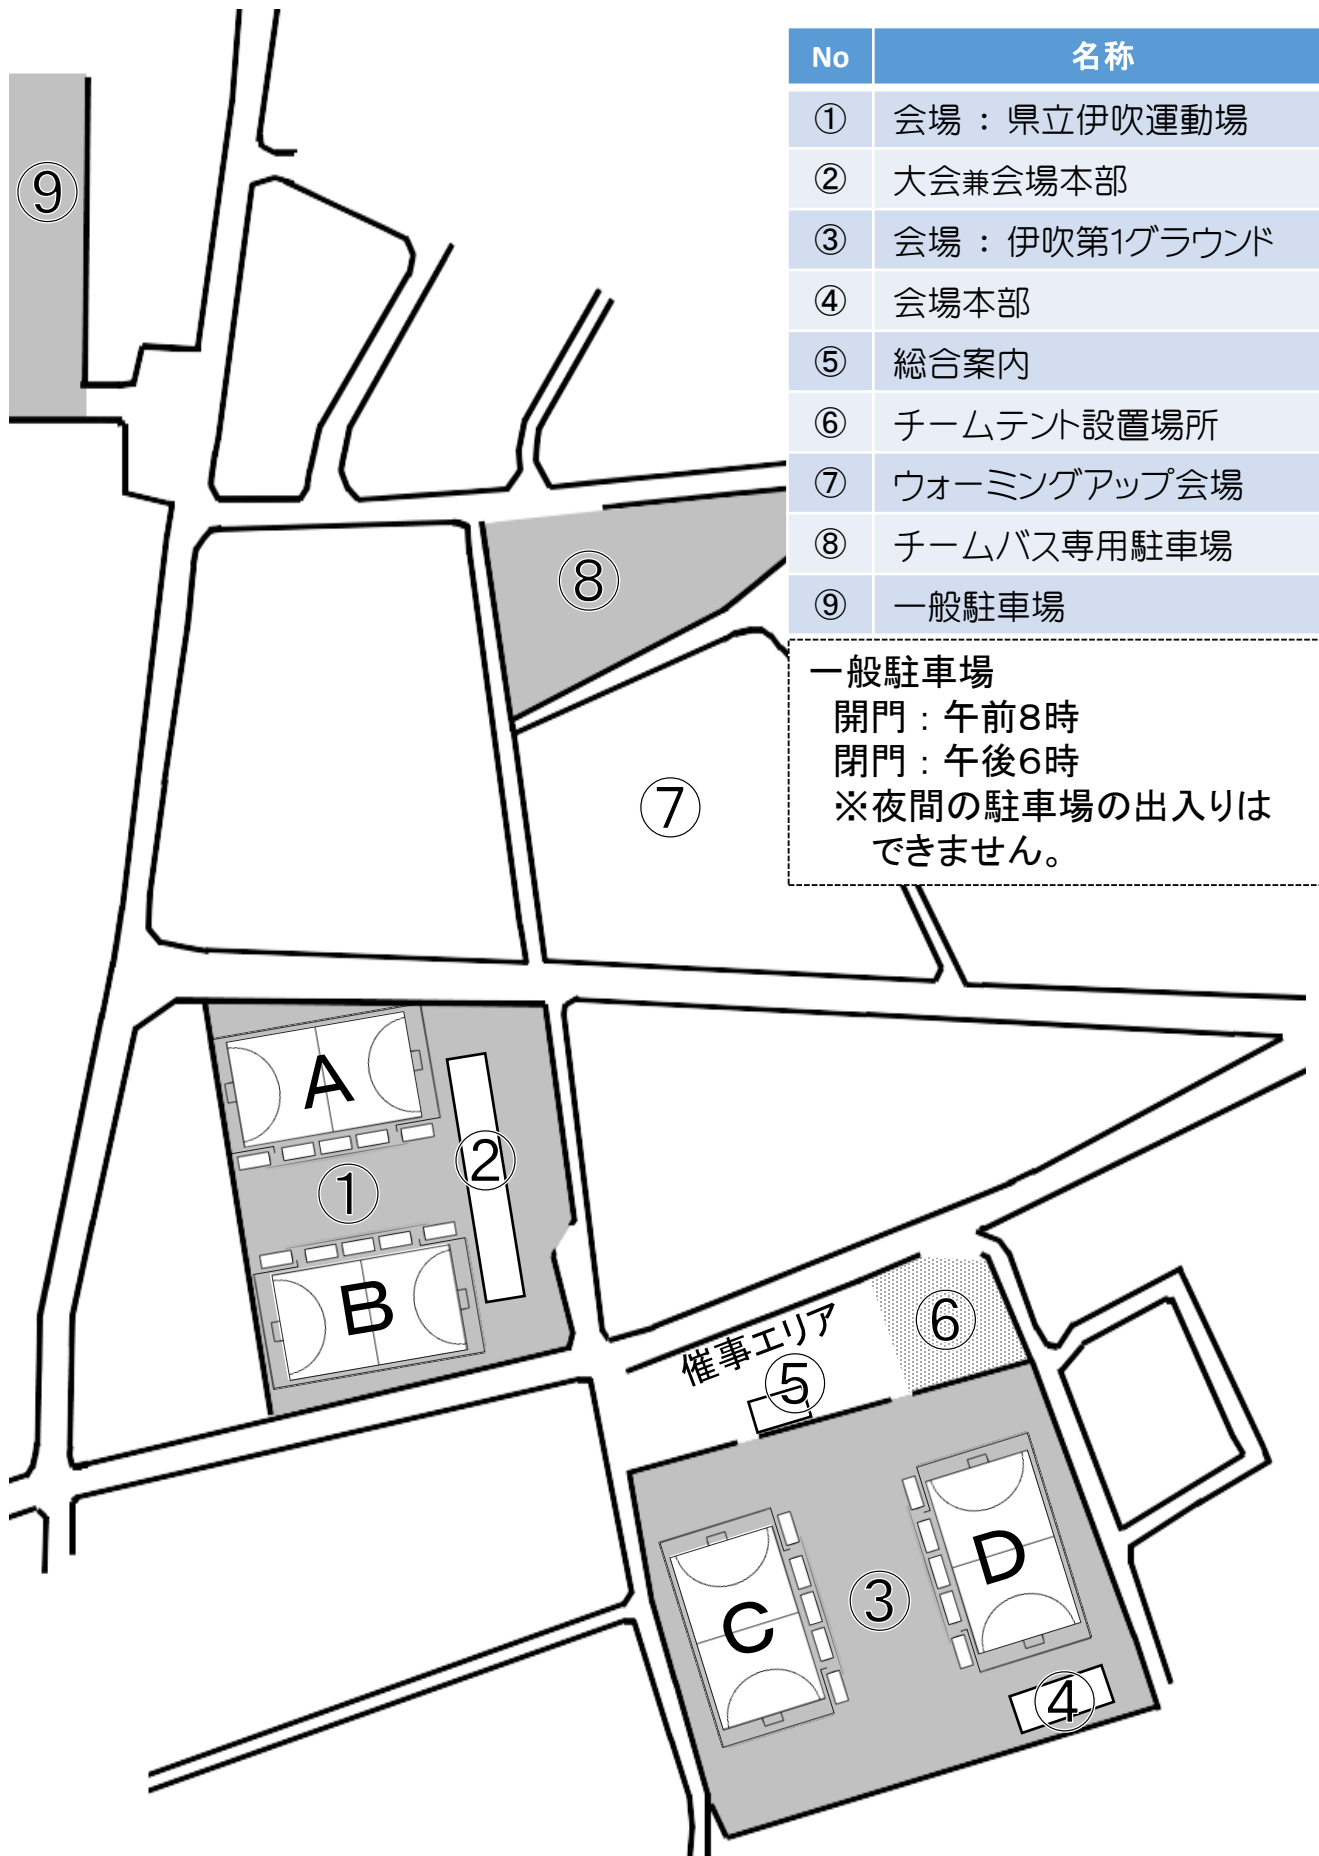 No 名称
① 会場 : 県立伊吹運動場
② 大会兼会場本部
③ 会場 : 伊吹第1グラウンド
④ 会場本部
⑤ 総合案内
⑥ チームテント設置場所
⑦ ウォーミングアップ会場
⑧ チームバス専用駐車場
⑨ 一般駐車場
一般駐車場
開門：午前8時
閉門：午後6時
※夜間の駐車場の出入りは
できません。
⑨
⑧
⑦
A
②
①
B
催事エリア
⑥
⑤
D
③
C
④